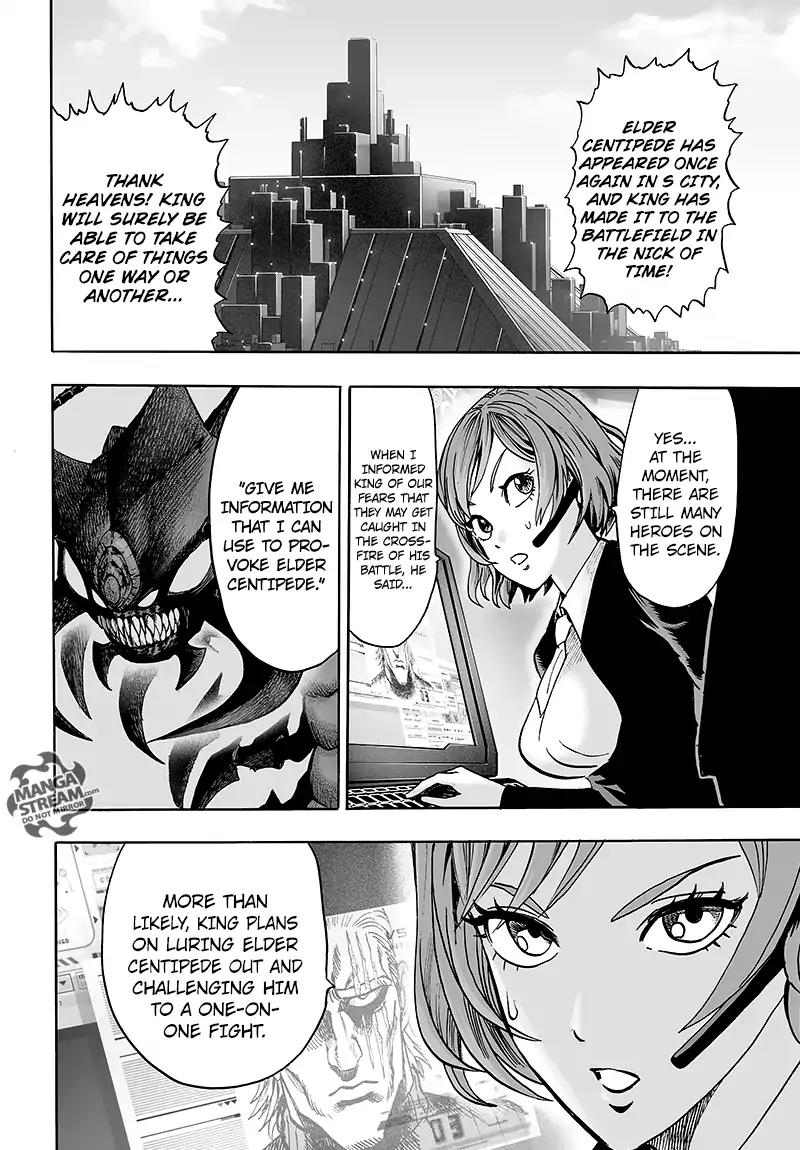 ELDER
CENTIPEDE HAS
APPEARED ONCE
AGAIN IN S CITY,
AND KING HAS
MADE IT TO THE
BATTLEFIELD IN
THE NICK OF
TIME!
THANK
HEAVENS! KING
WILL SURELY BE
ABLE TO TAKE
CARE OF THINGS
ONE WAY OR
ANOTHER...
YES...
AT THE
MOMENT,
THERE ARE
STILL MANY
HEROES ON
THE SCENE.
WHEN I
INFORMED
KING OF OUR
FEARS THAT
THEY MAY GET
CAUGHT IN
THE CROSS-
FIRE OF HIS
BATTLE, HE
SAID...
"GIVE ME
INFORMATION
THAT I CAN
USE TO PRO-
VOKE ELDER
CENTIPEDE."
MANGA
STREAM.com
DO NOT MIRROR!
MORE THAN
LIKELY, KING PLANS
ON LURING ELDER
CENTIPEDE OUT AND
CHALLENGING HIM
TO A ONE-ON-
ONE FIGHT.
03